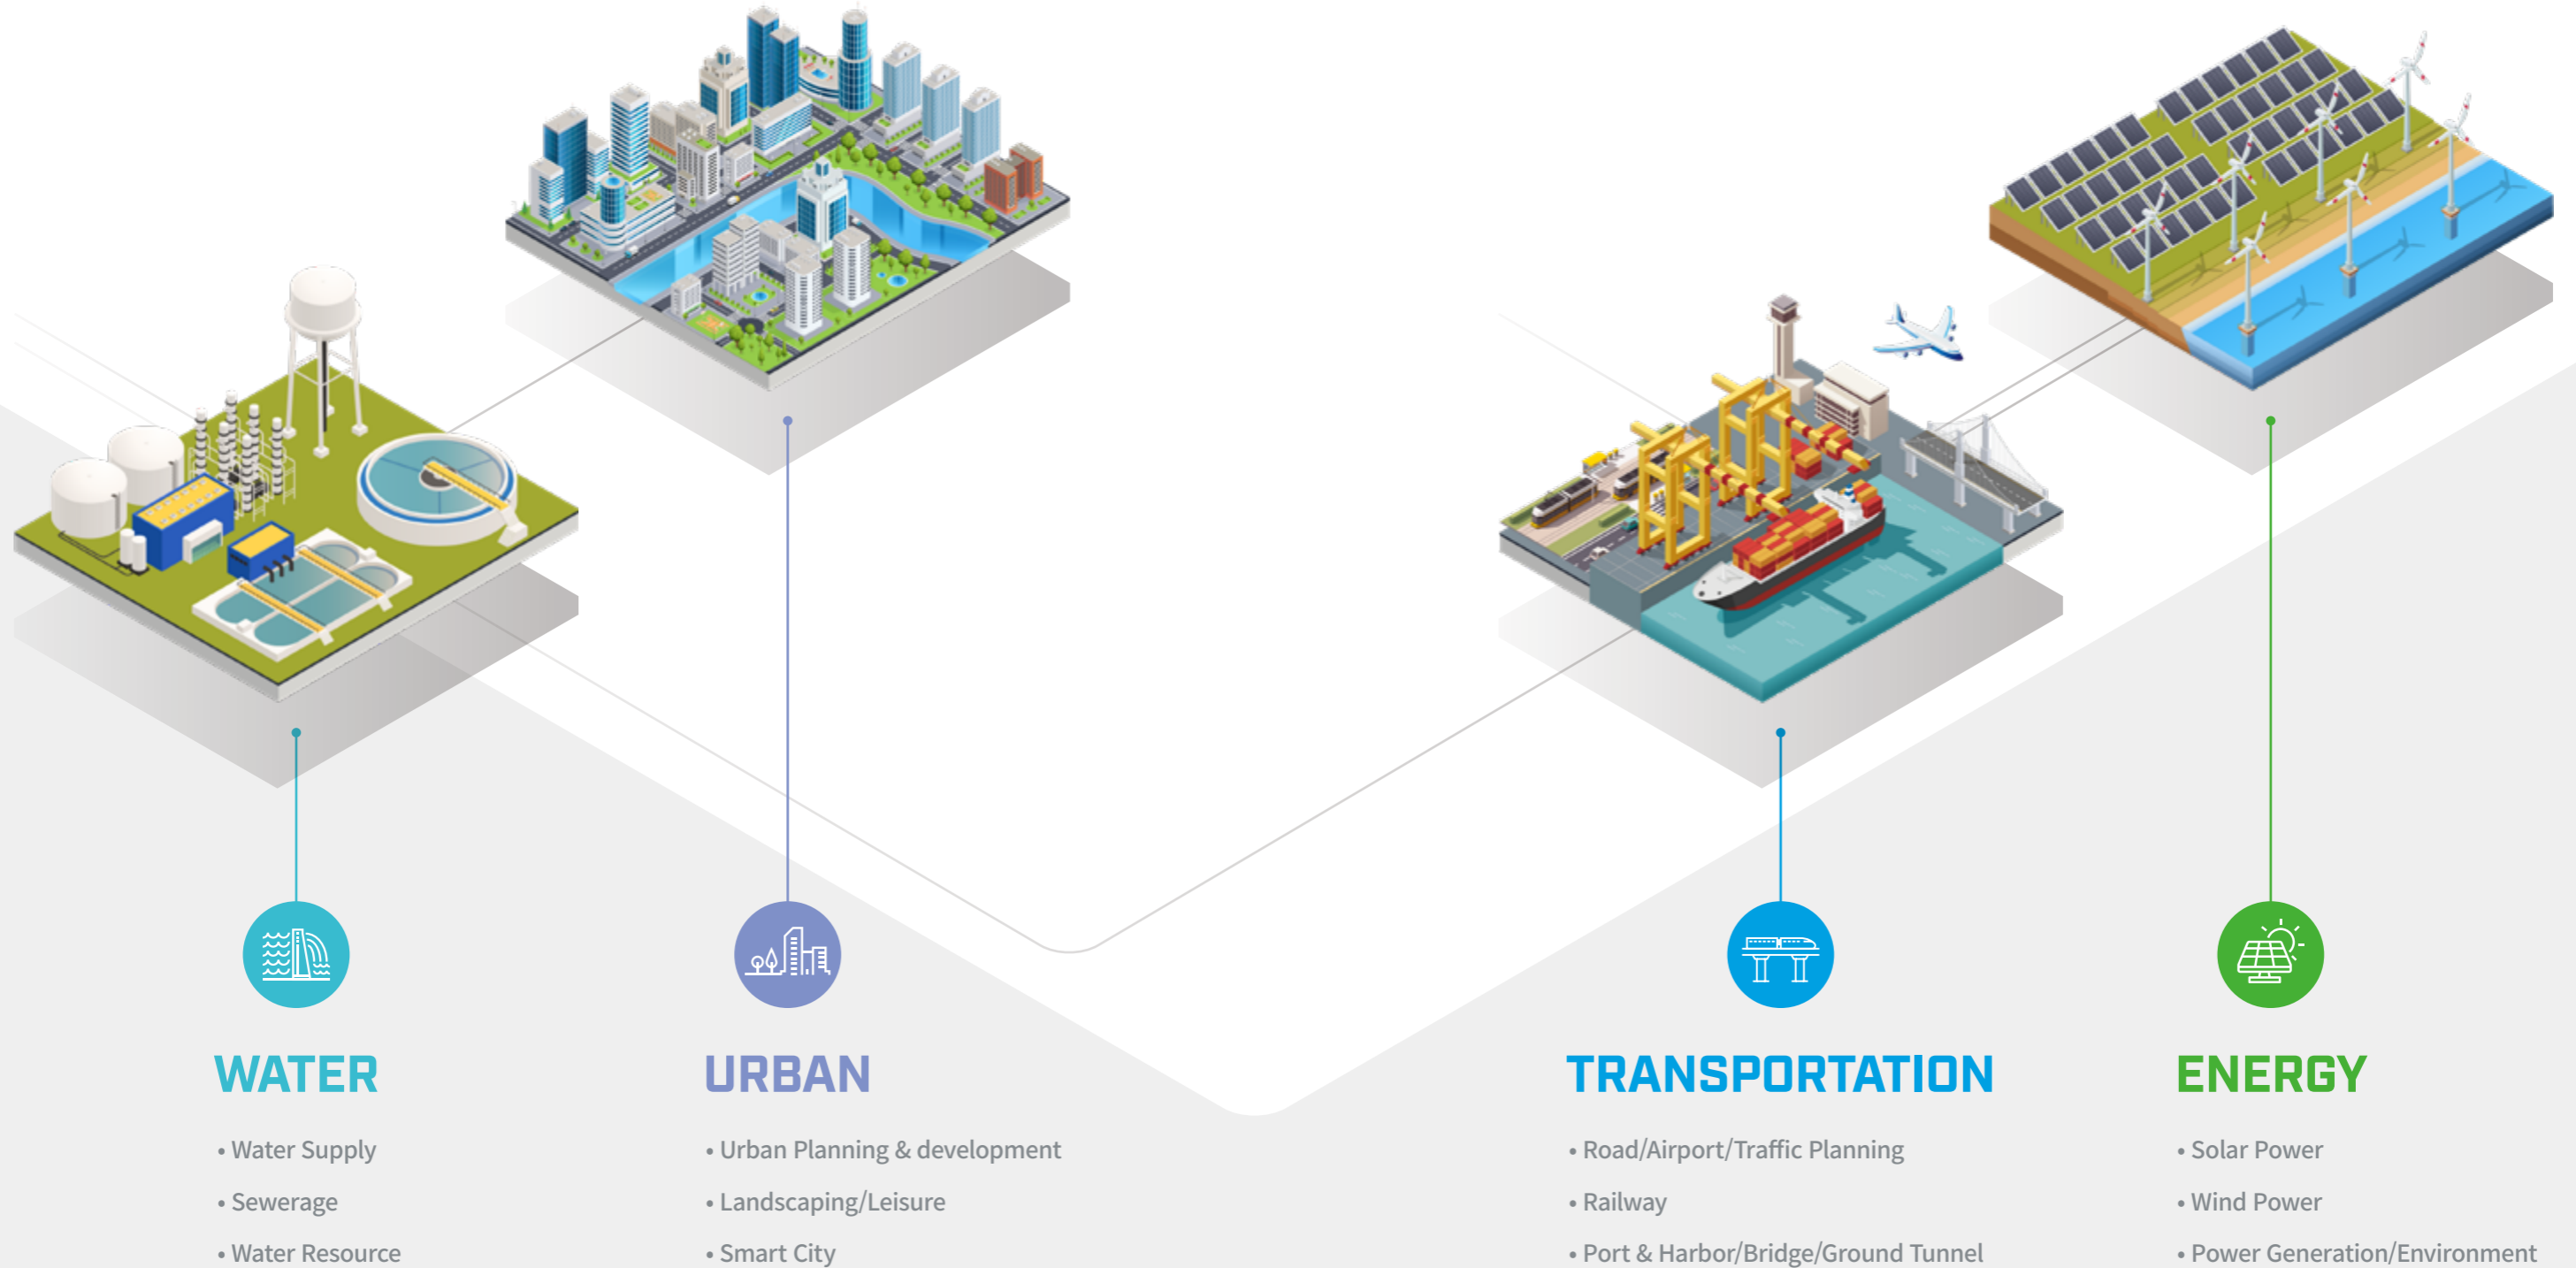 WATER
• Water Supply
• Sewerage
• Water Resource
URBAN
• Urban Planning & development
• Landscaping/Leisure
• Smart City
TRANSPORTATION
• Road/Airport/Traffic Planning
• Railway
• Port & Harbor/Bridge/Ground Tunnel
ENERGY
• Solar Power
• Wind Power
• Power Generation/Environment